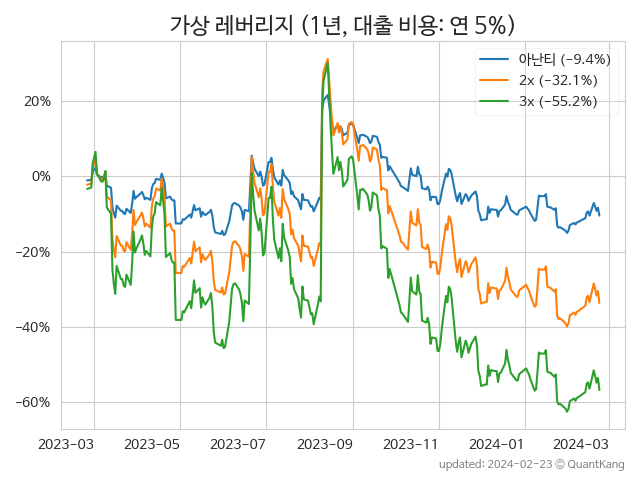 가상 레버리지 (1년, 대출 비용: 연 5%)
아난티 (−9.4%)
2x (−32.1%)
3x (−55.2%)
20%
0%
−20%
−40%
−60%
2023-03 2023-05 2023-07 2023-09 2023-11 2024-01 2024-03
updated: 2024-02-23 © QuantKang